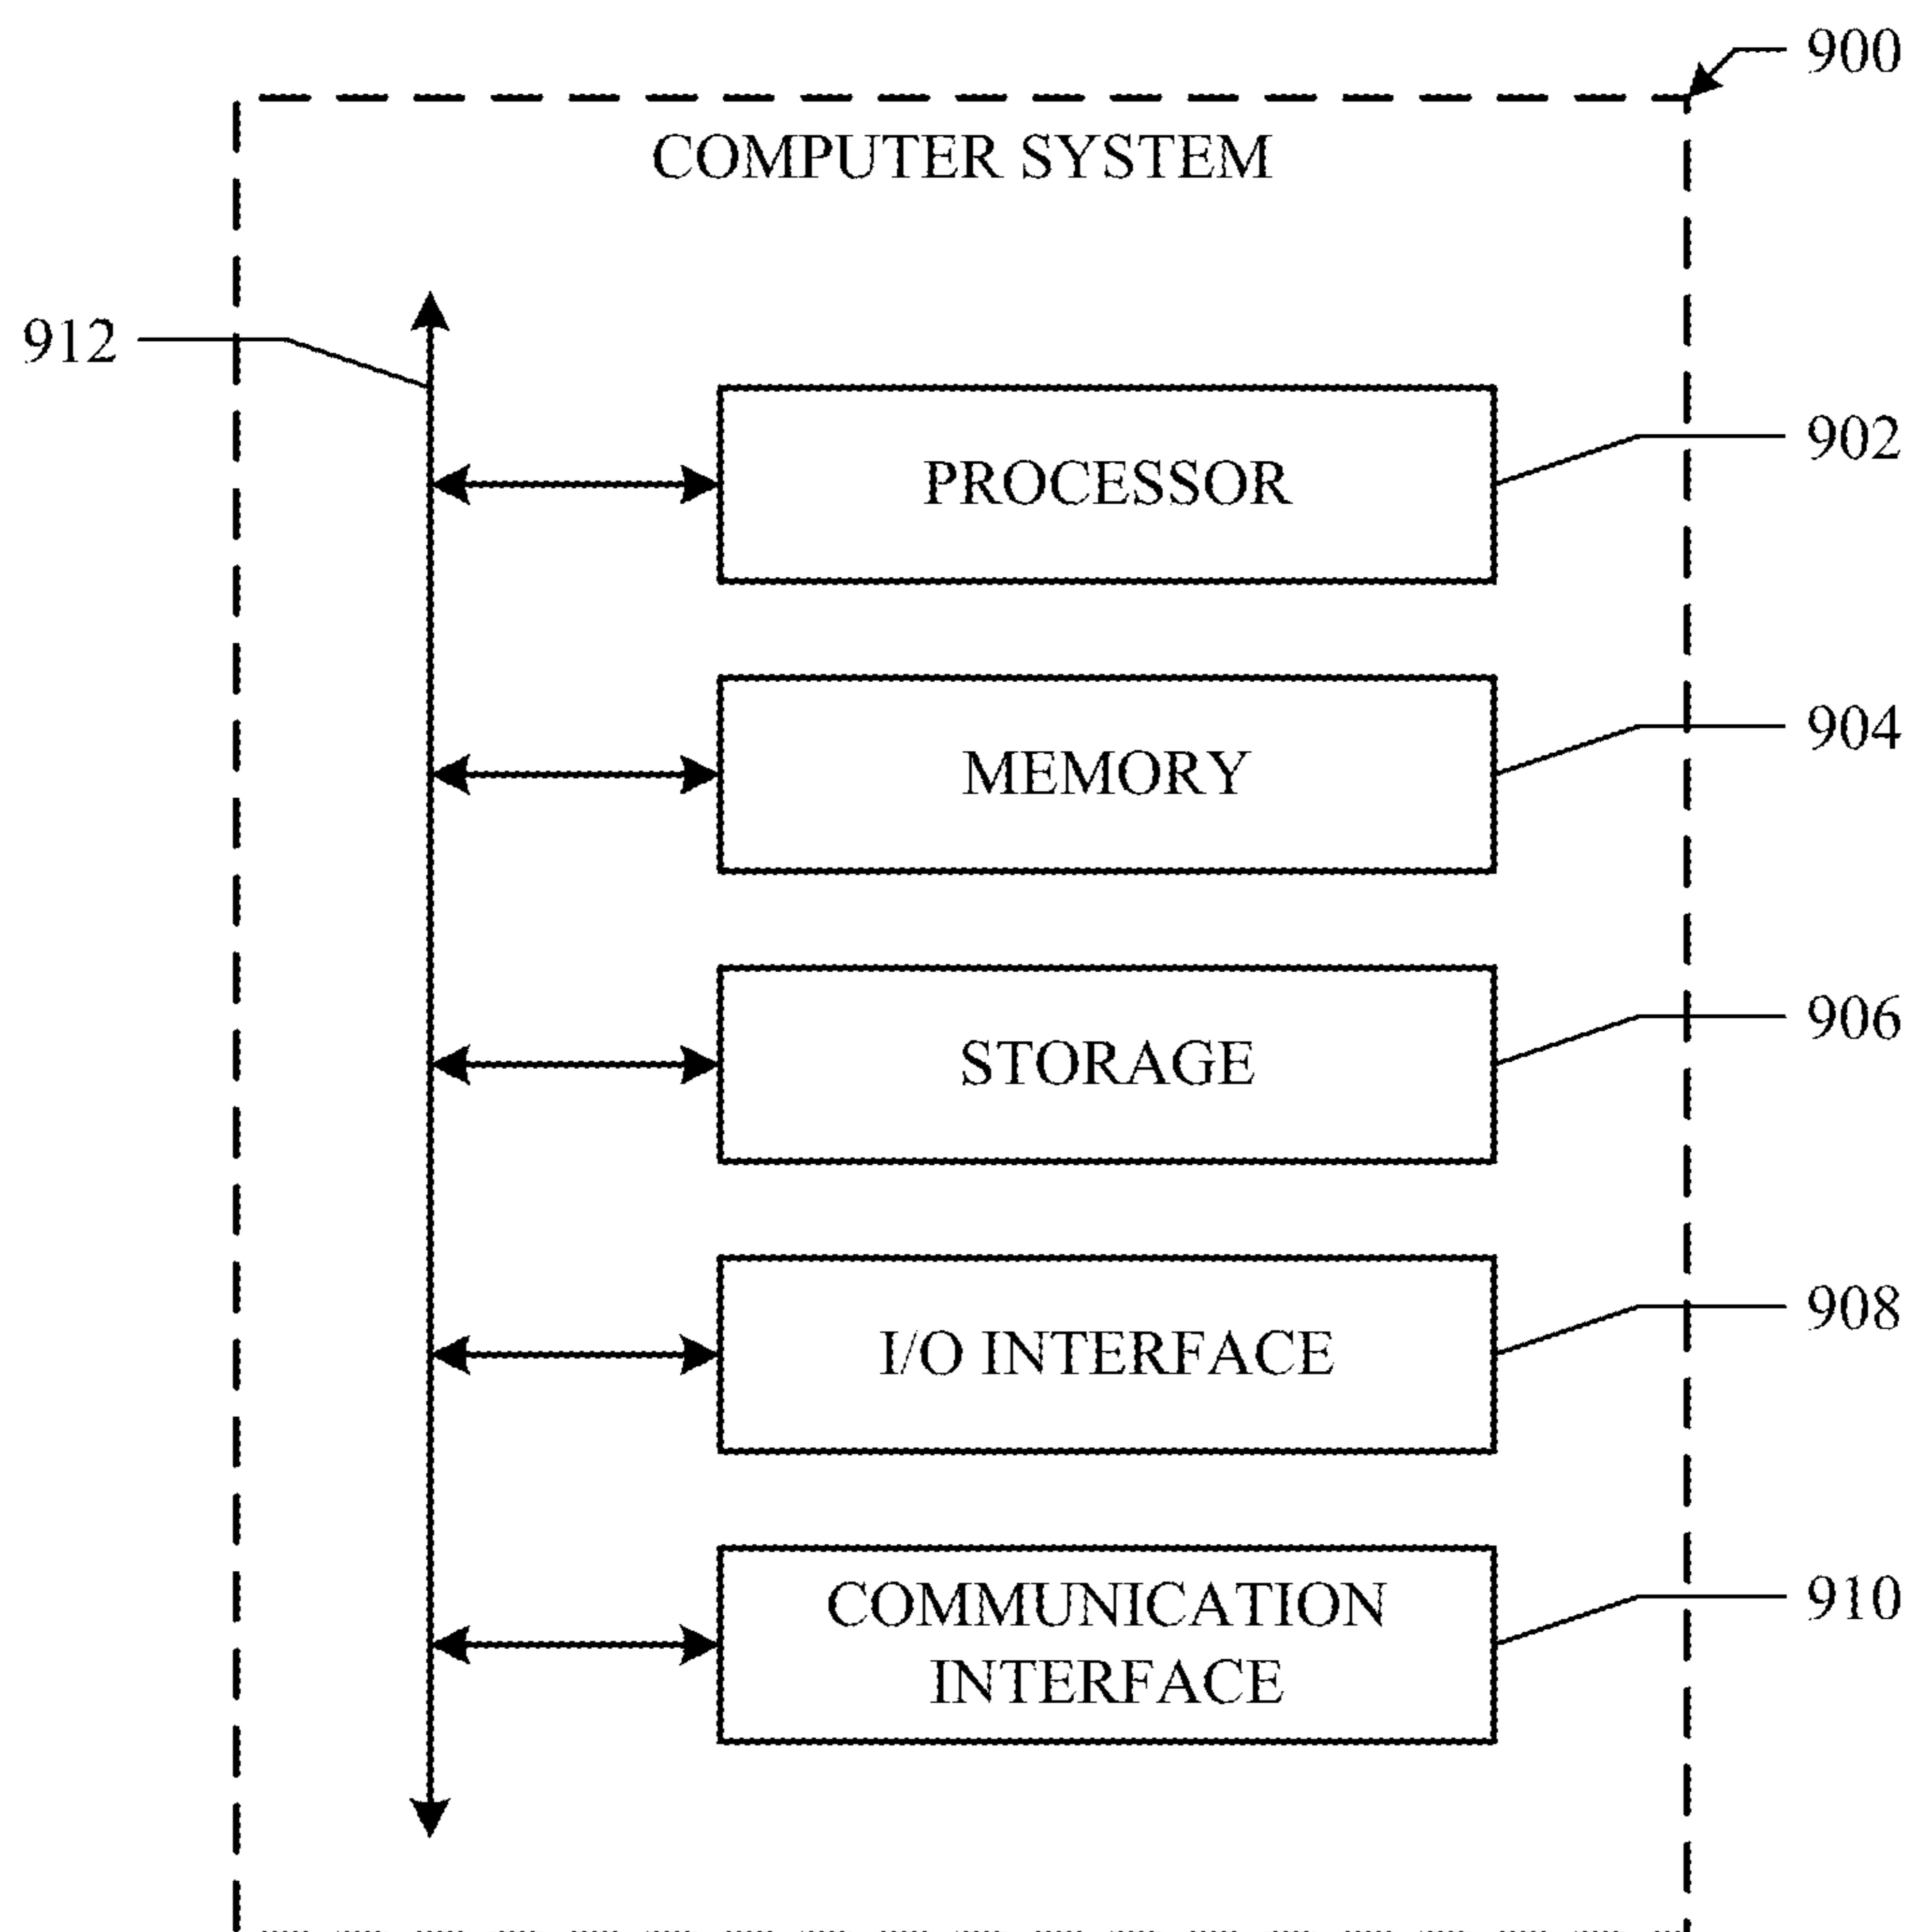 900
COMPUTER SYSTEM
912
PROCESSOR
902
MEMORY
904
STORAGE
906
I/O INTERFACE
908
COMMUNICATION
INTERFACE
910